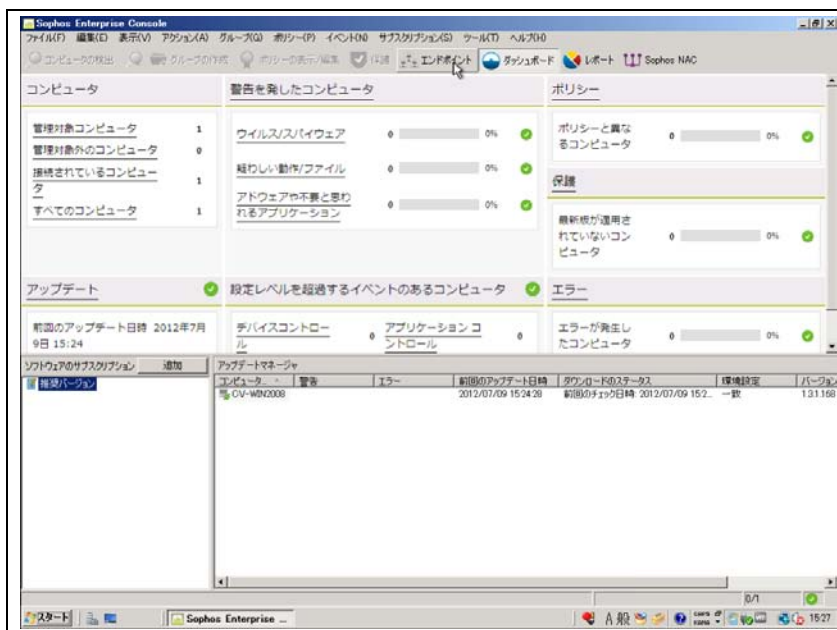 Sophos Enterprise Console
ファイル(F) 編集(E) 表示(V) アクション(A) グループ(G) ポリシー(P) イベント(N) サブスクリプション(S) ツール(T) ヘルプ(H)
コンピュータの検出 グループの作成 ポリシーの表示/編集 保護 エンドポイント ダッシュボード レポート Sophos NAC
コンピュータ
管理対象コンピュータ 1
管理対象外のコンピュータ 0
接続されているコンピュー
タ 1
すべてのコンピュータ 1
警告を発したコンピュータ
ウイルス/スパイウェア 0 0%
疑わしい動作/ファイル 0 0%
アドウェアや不要と思わ
れるアプリケーション 0 0%
ポリシー
ポリシーと異な
るコンピュータ 0 0%
保護
最新版が適用さ
れていないコン
ピュータ 0 0%
アップデート
前回のアップデート日時 2012年7月
9日 15:24
設定レベルを超過するイベントのあるコンピュータ
デバイスコントロー
ル 0
アプリケーション コ
ントロール 0
エラー
エラーが発生し
たコンピュータ 0 0%
ソフトウェアのサブスクリプション 追加
推奨バージョン
アップデートマネージャ
コンピュータ... 警告 エラー 前回のアップデート日時 ダウンロードのステータス 環境設定 バージョン
CV-WIN2008 2012/07/09 15:24:28 前回のチェック日時: 2012/07/09 15:2... 一致 1.3.1.168
0/1
スタート Sophos Enterprise ... A 般 CAPS KANA 15:27